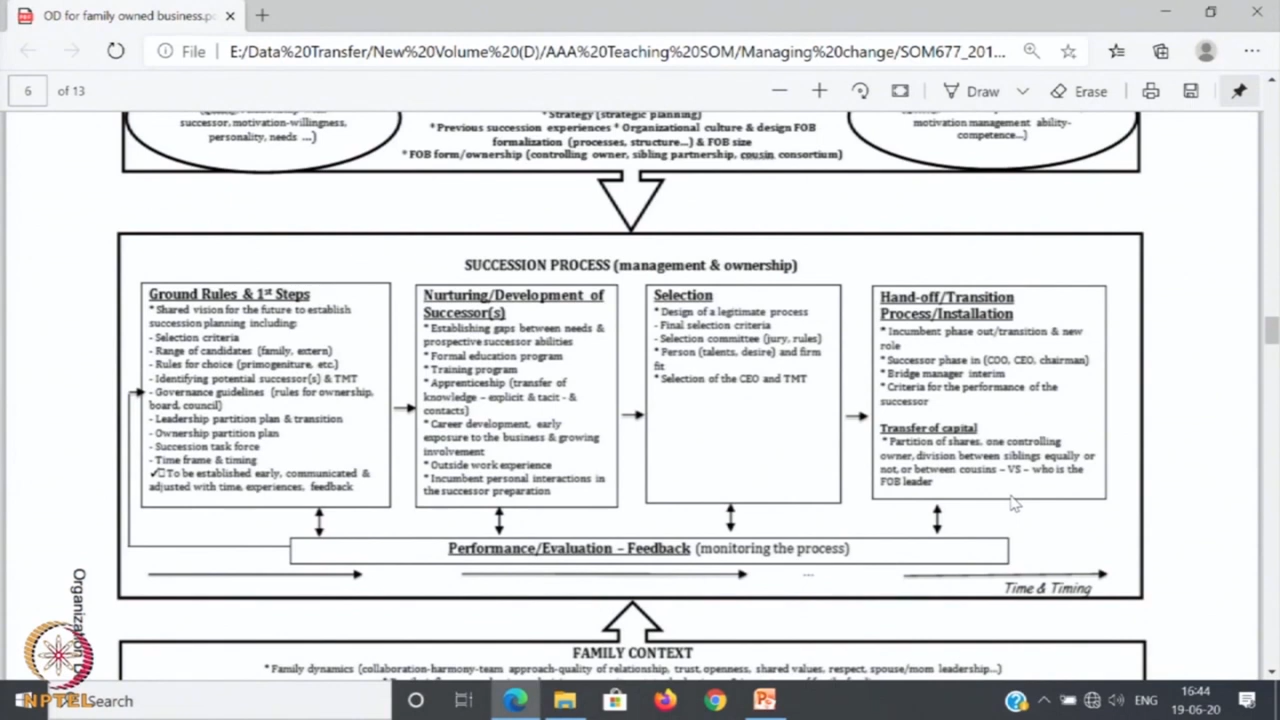 OD for family owned business.pc
File
E:/Data%20Transfer/New%20Volume%20(D)/AAA%20Teaching%20SOM/Managing%20change/SOM677_201...
6 of 13
Draw
Erase
successor, motivation-willingness,
personality, needs ...)
* Strategy (strategic planning)
* Previous succession experiences * Organizational culture & design FOB
formalization (processes, structure...) & FOB size
* FOB form/ownership (controlling owner, sibling partnership, cousin consortium)
motivation management ability-
competence...)
SUCCESSION PROCESS (management & ownership)
Ground Rules & 1st Steps
* Shared vision for the future to establish
succession planning including:
- Selection criteria
- Range of candidates (family, extern)
- Rules for choice (primogeniture, etc.)
- Identifying potential successor(s) & TMT
- Governance guidelines (rules for ownership,
board, council)
- Leadership partition plan & transition
- Ownership partition plan
- Succession task force
- Time frame & timing
✓ To be established early, communicated &
adjusted with time, experiences, feedback
Nurturing/Development of
Successor(s)
* Establishing gaps between needs &
prospective successor abilities
* Formal education program
* Training program
* Apprenticeship (transfer of
knowledge – explicit & tacit - &
contacts)
* Career development, early
exposure to the business & growing
involvement
* Outside work experience
* Incumbent personal interactions in
the successor preparation
Selection
* Design of a legitimate process
- Final selection criteria
- Selection committee (jury, rules)
* Person (talents, desire) and firm
fit
* Selection of the CEO and TMT
Hand-off/Transition
Process/Installation
* Incumbent phase out/transition & new
role
* Successor phase in (COO, CEO, chairman)
* Bridge manager interim
* Criteria for the performance of the
successor
Transfer of capital
* Partition of shares, one controlling
owner, division between siblings equally or
not, or between cousins – VS – who is the
FOB leader
Performance/Evaluation – Feedback (monitoring the process)
...
Time & Timing
FAMILY CONTEXT
* Family dynamics (collaboration-harmony-team approach-quality of relationship, trust, openness, shared values, respect, spouse/mom leadership...)
Organization
NPTEL
Search
ENG
16:44
19-06-20